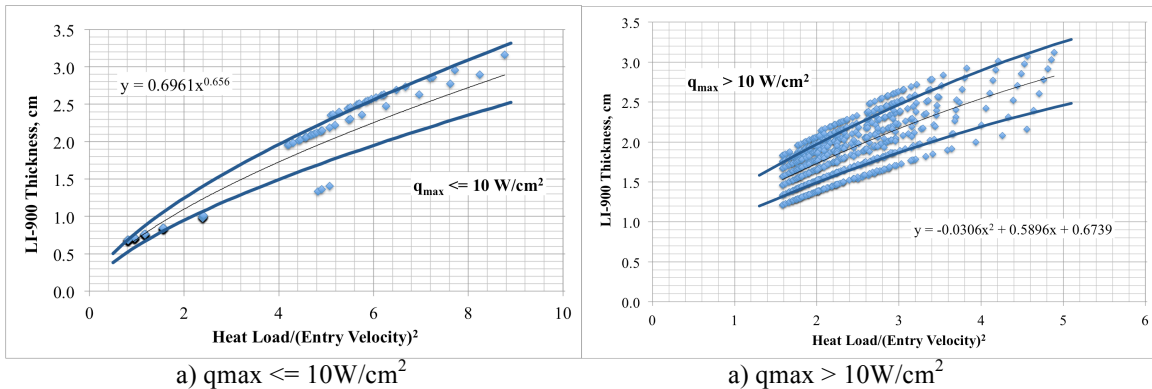 3.5
3.0
2.5
2.0
1.5
1.0
0.5
0.0
LI-900 Thickness, cm
y = 0.6961x^0.656
q_max <= 10 W/cm²
0 2 4 6 8 10
Heat Load/(Entry Velocity)²
a) qmax <= 10W/cm²
3.5
3.0
2.5
2.0
1.5
1.0
0.5
0.0
LI-900 Thickness, cm
q_max > 10 W/cm²
y = -0.0306x² + 0.5896x + 0.6739
0 1 2 3 4 5 6
Heat Load/(Entry Velocity)²
a) qmax > 10W/cm²